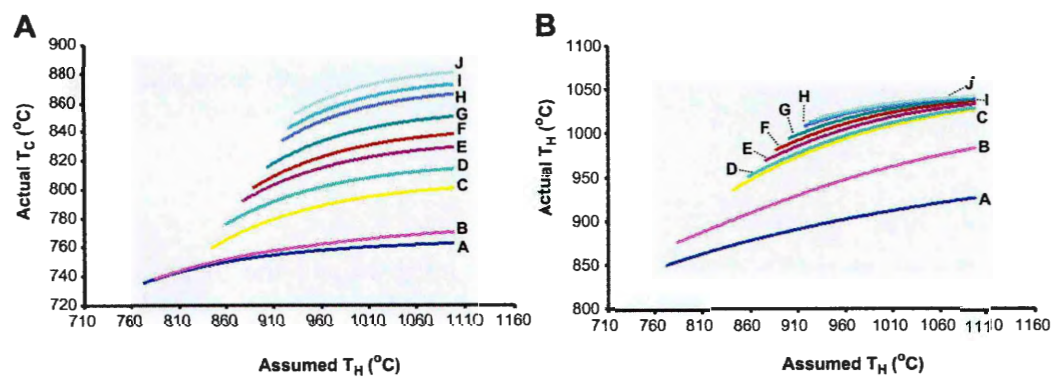 A
Actual T_C (°C)
900
880
860
840
820
800
780
760
740
720
J
I
H
G
F
E
D
C
B
A
710 760 810 860 910 960 1010 1060 1110 1160
Assumed T_H (°C)
B
Actual T_H (°C)
1100
1050
1000
950
900
850
800
J
I
H
G
F
E
D
C
B
A
710 760 810 860 910 960 1010 1060 1110 1160
Assumed T_H (°C)